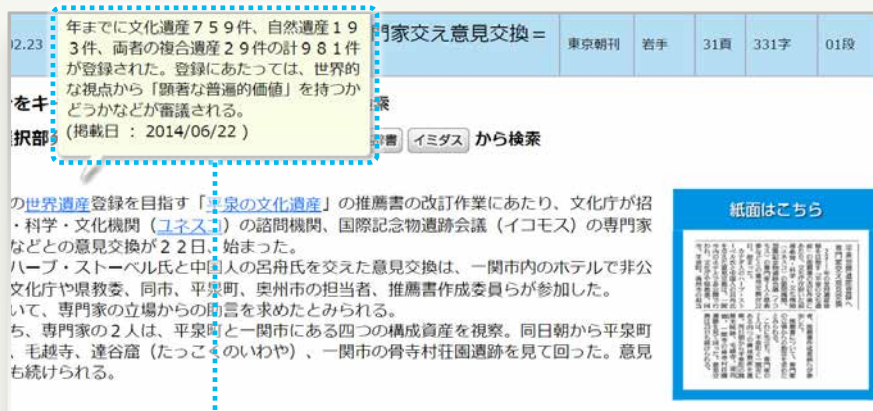 年までに文化遺産７５９件、自然遺産１９
３件、両者の複合遺産２９件の計９８１件
が登録された。登録にあたっては、世界的
な視点から「顕著な普遍的価値」を持つか
どうかなどが審議される。
(掲載日 ： 2014/06/22 )
02.23
門家交え意見交換＝
東京朝刊
岩手
31頁
331字
01段
をキー
索
択部
書 イミダス から検索
の世界遺産登録を目指す「平泉の文化遺産」の推薦書の改訂作業にあたり、文化庁が招
・科学・文化機関（ユネスコ）の諮問機関、国際記念物遺跡会議（イコモス）の専門家
などとの意見交換が２２日、始まった。
ハーブ・ストーベル氏と中国人の呂舟氏を交えた意見交換は、一関市内のホテルで非公
文化庁や県教委、同市、平泉町、奥州市の担当者、推薦書作成委員らが参加した。
いて、専門家の立場からの助言を求めたとみられる。
ち、専門家の２人は、平泉町と一関市にある四つの構成資産を視察。同日朝から平泉町
、毛越寺、達谷窟（たっこくのいわや）、一関市の骨寺村荘園遺跡を見て回った。意見
も続けられる。
紙面はこちら